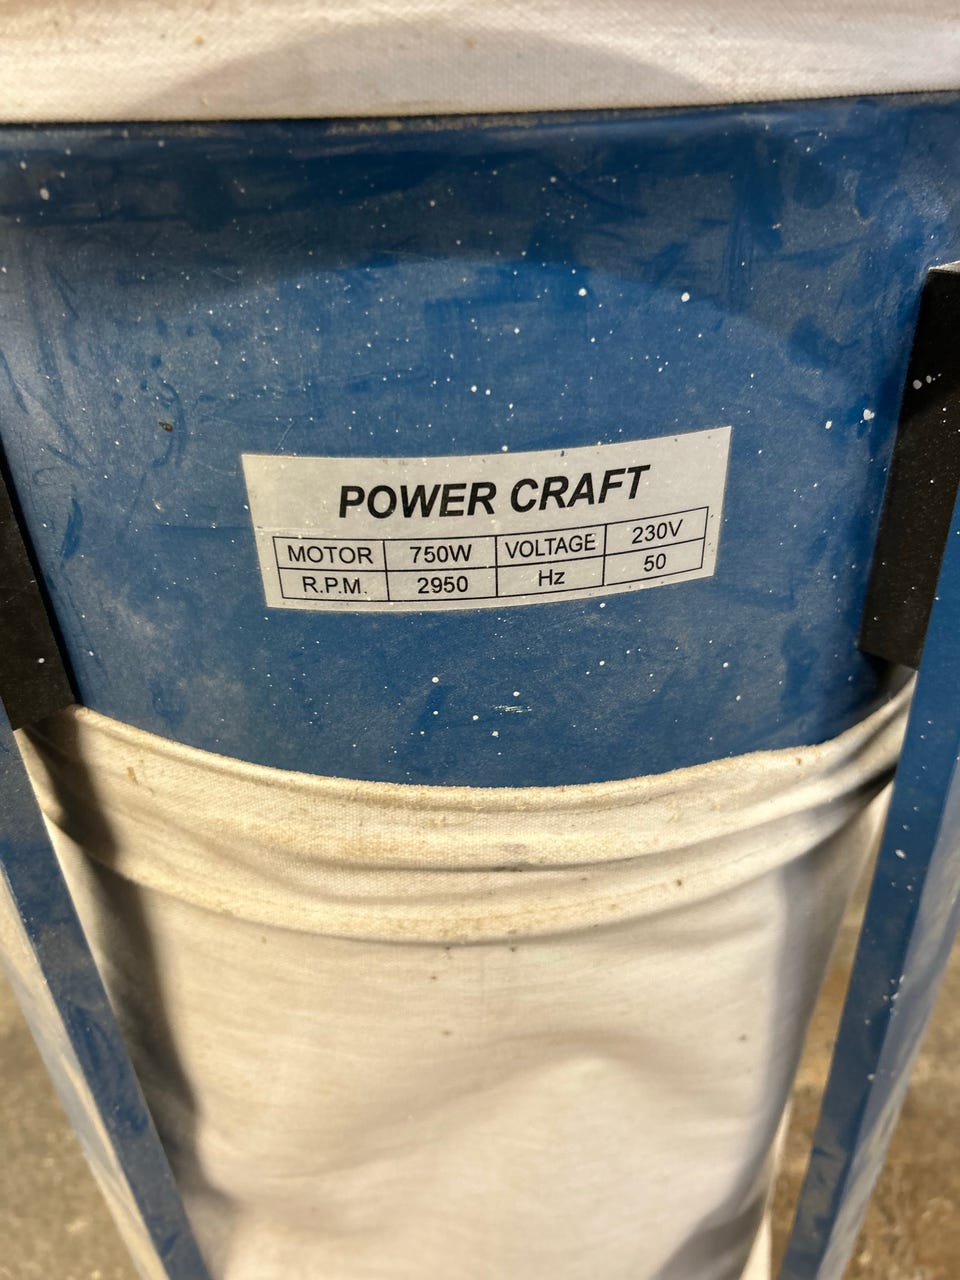 POWER CRAFT
MOTOR 750W VOLTAGE 230V
R.P.M. 2950 Hz 50